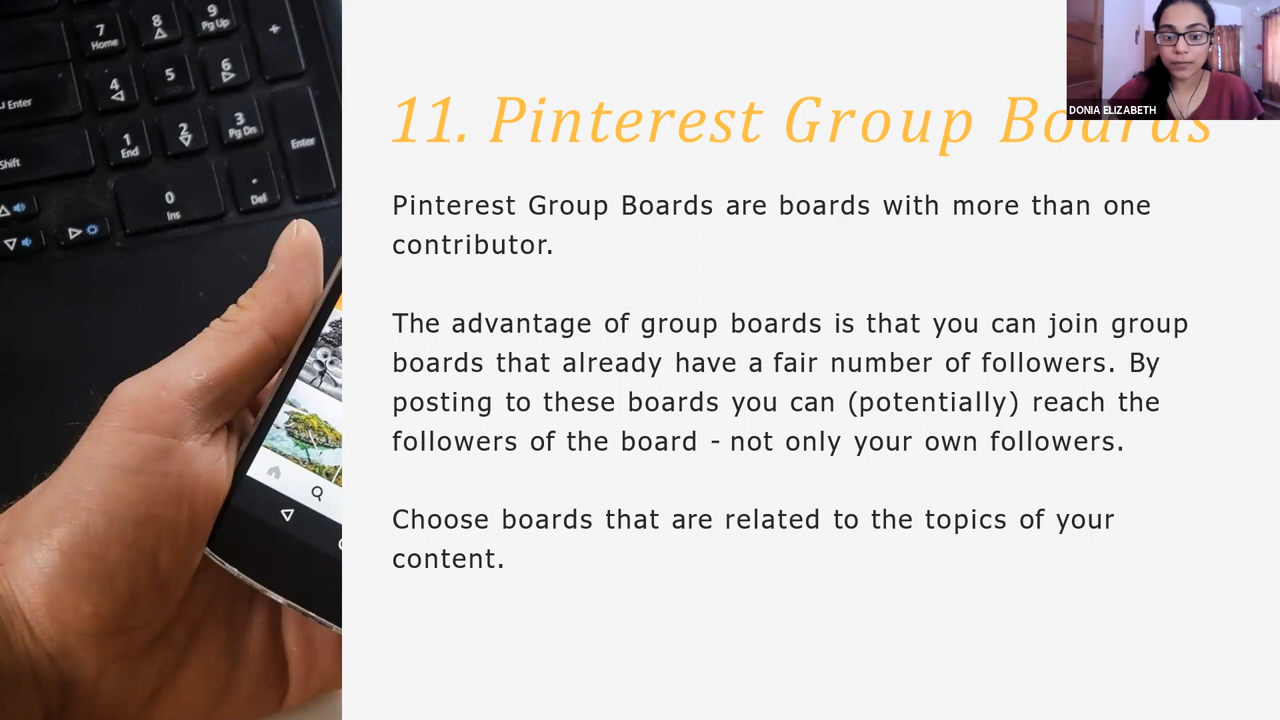 7 Home
8
9 Pg Up
+
4
5
6
Enter
1 End
2
3 Pg Dn
Enter
Shift
0 Ins
. Del
DONIA ELIZABETH
11. Pinterest Group Boards
Pinterest Group Boards are boards with more than one
contributor.
The advantage of group boards is that you can join group
boards that already have a fair number of followers. By
posting to these boards you can (potentially) reach the
followers of the board - not only your own followers.
Choose boards that are related to the topics of your
content.